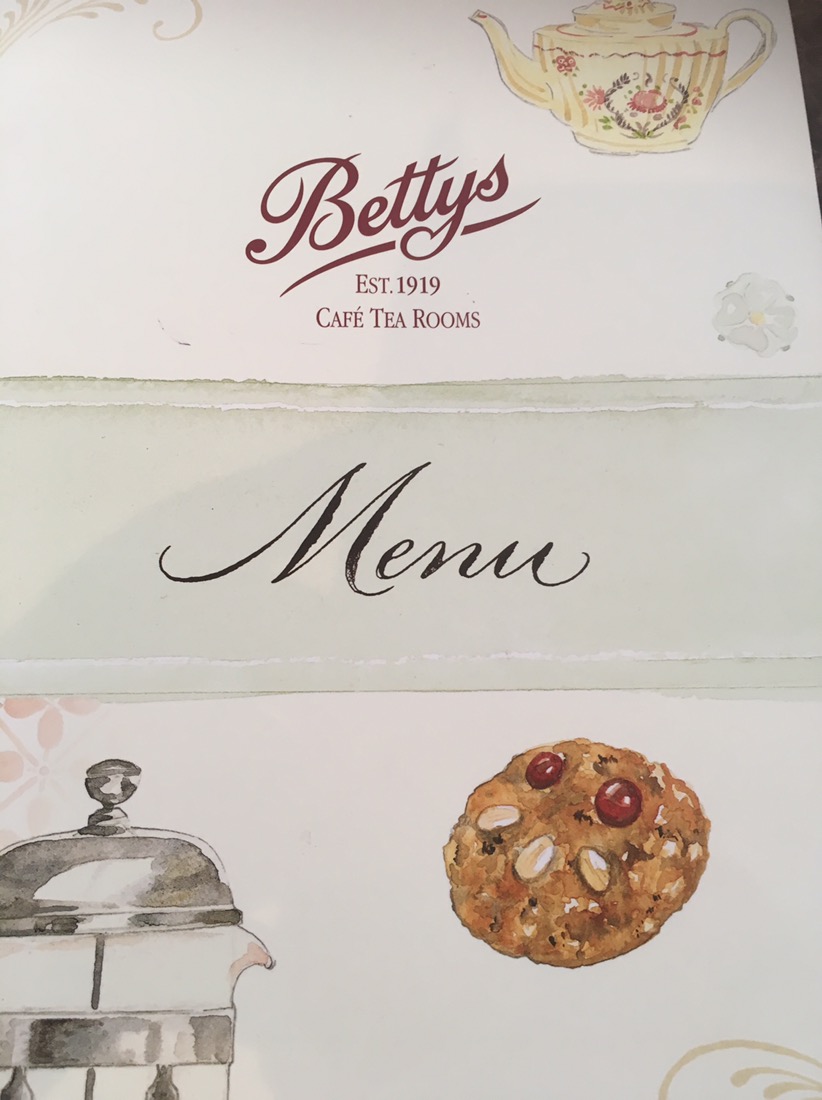 Bettys
EST. 1919
CAFÉ TEA ROOMS
Menu